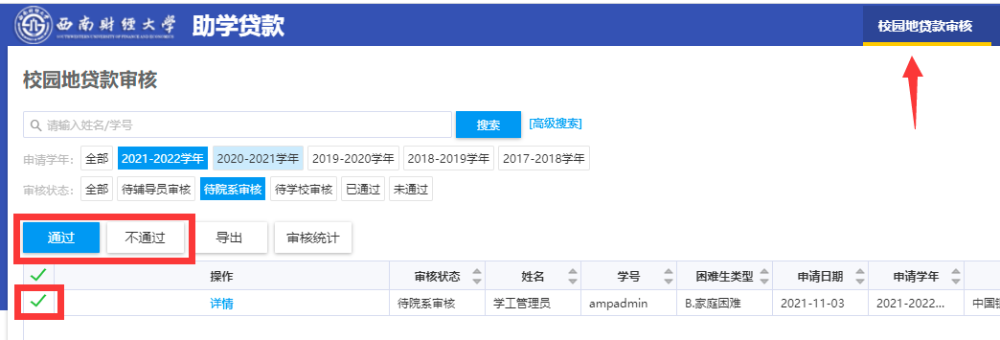 西南财经大学 助学贷款 校园地贷款审核
SOUTHWESTERN UNIVERSITY OF FINANCE AND ECONOMICS
校园地贷款审核
请输入姓名/学号 搜索 [高级搜索]
申请学年: 全部 2021-2022学年 2020-2021学年 2019-2020学年 2018-2019学年 2017-2018学年
审核状态: 全部 待辅导员审核 待院系审核 待学校审核 已通过 未通过
通过 不通过 导出 审核统计
操作 审核状态 姓名 学号 困难生类型 申请日期 申请学年
详情 待院系审核 学工管理员 ampadmin B.家庭困难 2021-11-03 2021-2022... 中国